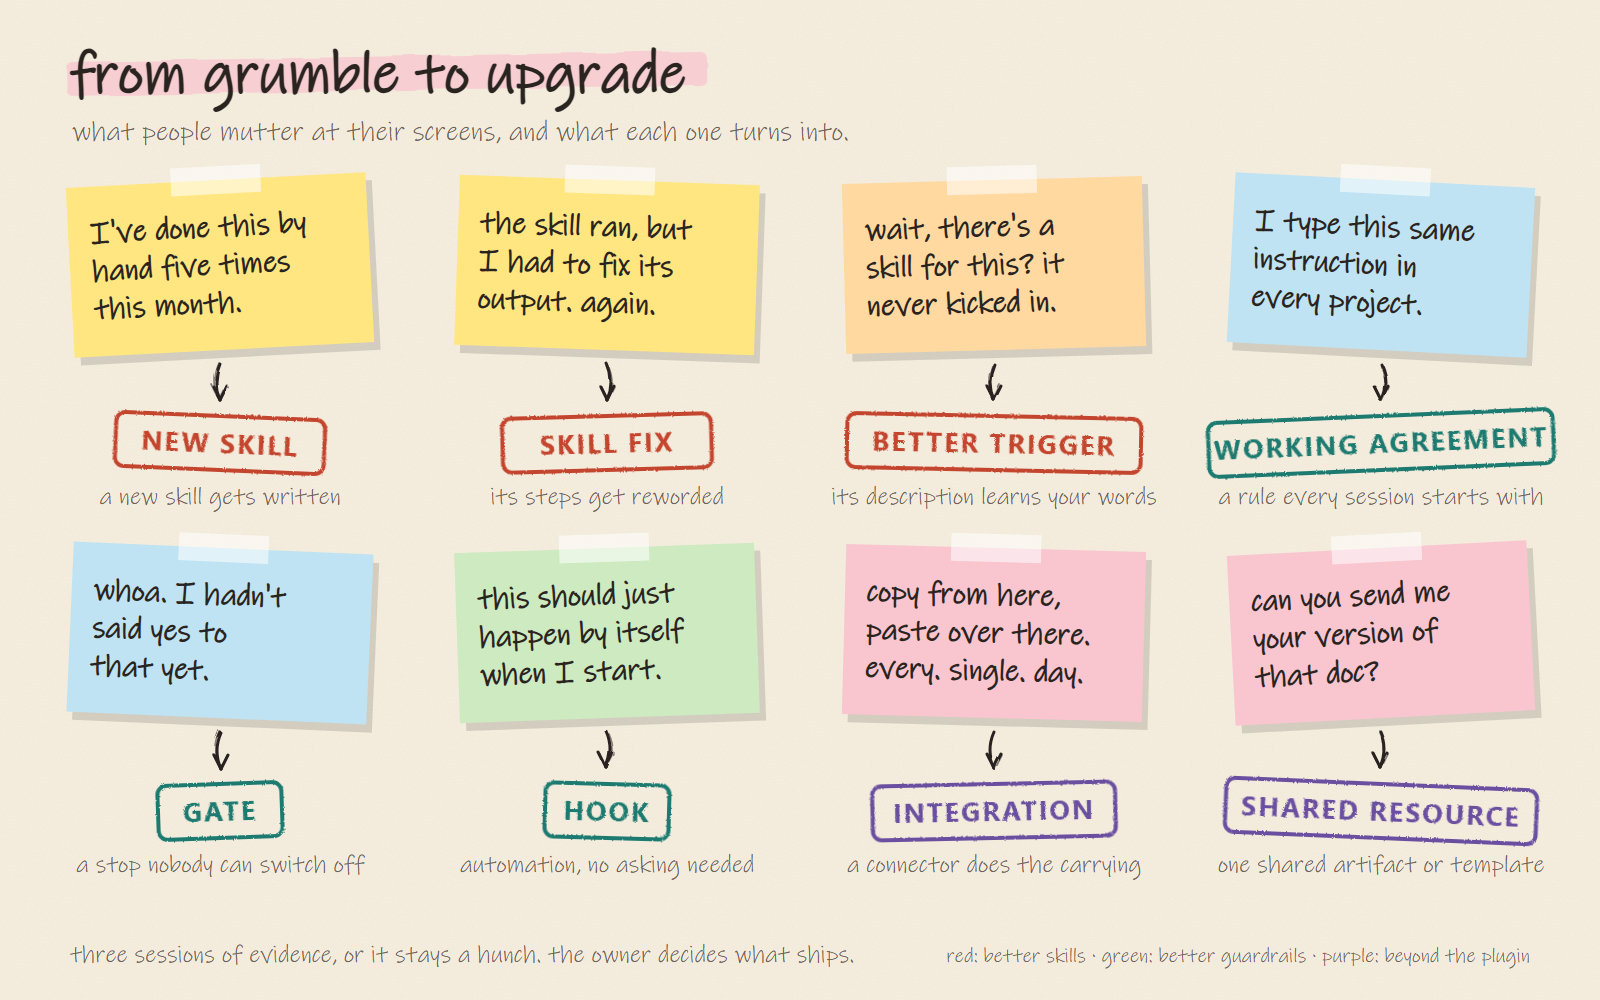 from grumble to upgrade
what people mutter at their screens, and what each one turns into.
I've done this by
hand five times
this month.
NEW SKILL
a new skill gets written
the skill ran, but
I had to fix its
output. again.
SKILL FIX
its steps get reworded
wait, there's a
skill for this? it
never kicked in.
BETTER TRIGGER
its description learns your words
I type this same
instruction in
every project.
WORKING AGREEMENT
a rule every session starts with
whoa. I hadn't
said yes to
that yet.
GATE
a stop nobody can switch off
this should just
happen by itself
when I start.
HOOK
automation, no asking needed
copy from here,
paste over there.
every. single. day.
INTEGRATION
a connector does the carrying
can you send me
your version of
that doc?
SHARED RESOURCE
one shared artifact or template
three sessions of evidence, or it stays a hunch. the owner decides what ships.
red: better skills · green: better guardrails · purple: beyond the plugin